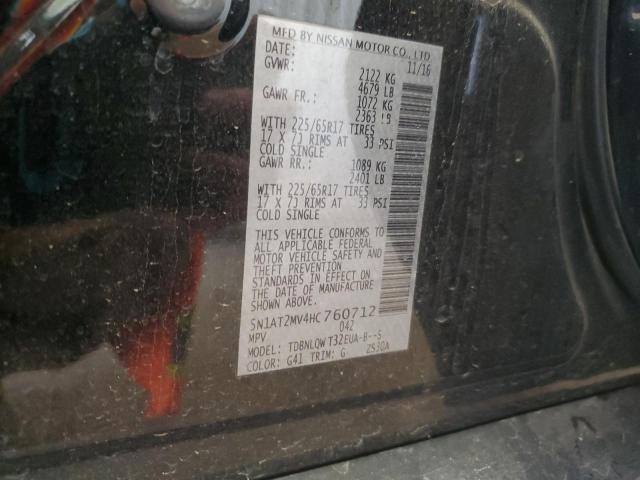 MFD BY NISSAN MOTOR CO., LTD
DATE: 11/16
GVWR: 2122 KG
4679 LB
GAWR FR.: 1072 KG
2363 LB
WITH 225/65R17 TIRES
17 X 7J RIMS AT 33 PSI
COLD SINGLE
GAWR RR.: 1089 KG
2401 LB
WITH 225/65R17 TIRES
17 X 7J RIMS AT 33 PSI
COLD SINGLE
THIS VEHICLE CONFORMS TO
ALL APPLICABLE FEDERAL
MOTOR VEHICLE SAFETY AND
THEFT PREVENTION
STANDARDS IN EFFECT ON
THE DATE OF MANUFACTURE
SHOWN ABOVE.
5N1AT2MV4HC760712
MPV 042
MODEL: TDBNLQWT32EUA-B--S
COLOR: G41 TRIM: G 2S30A